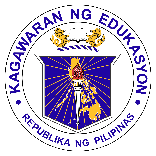 KAGAWARAN NG EDUKASYON
REPUBLIKA NG PILIPINAS